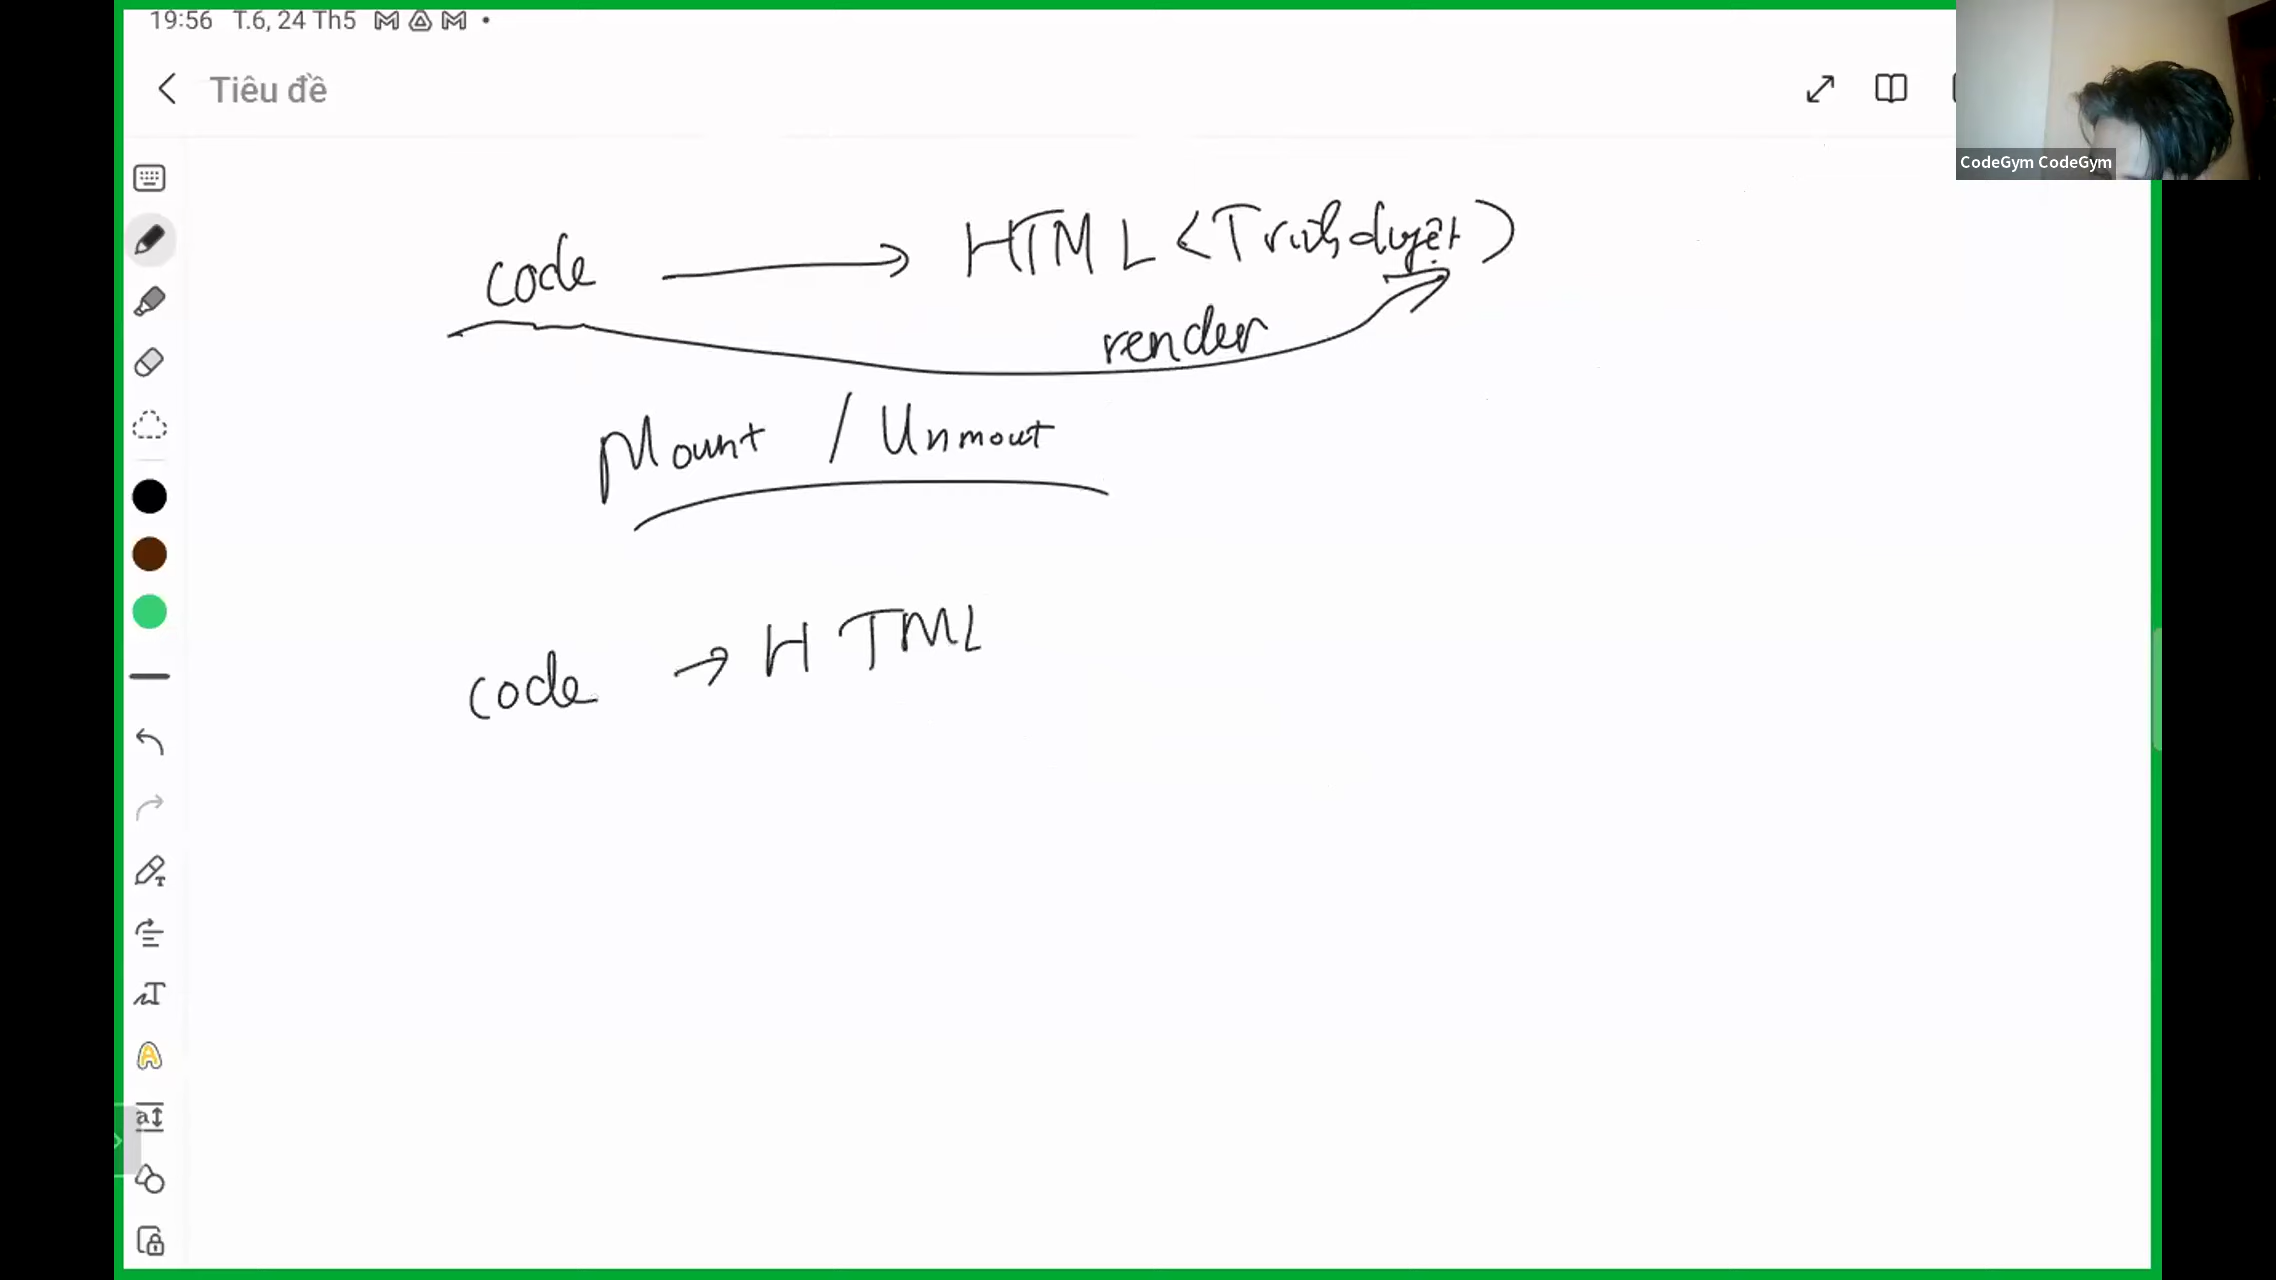 19:56 T.6, 24 Th5
Tiêu đề
CodeGym CodeGym
code → HTML (Trình duyệt)
render
Mount / Unmout
code → HTML